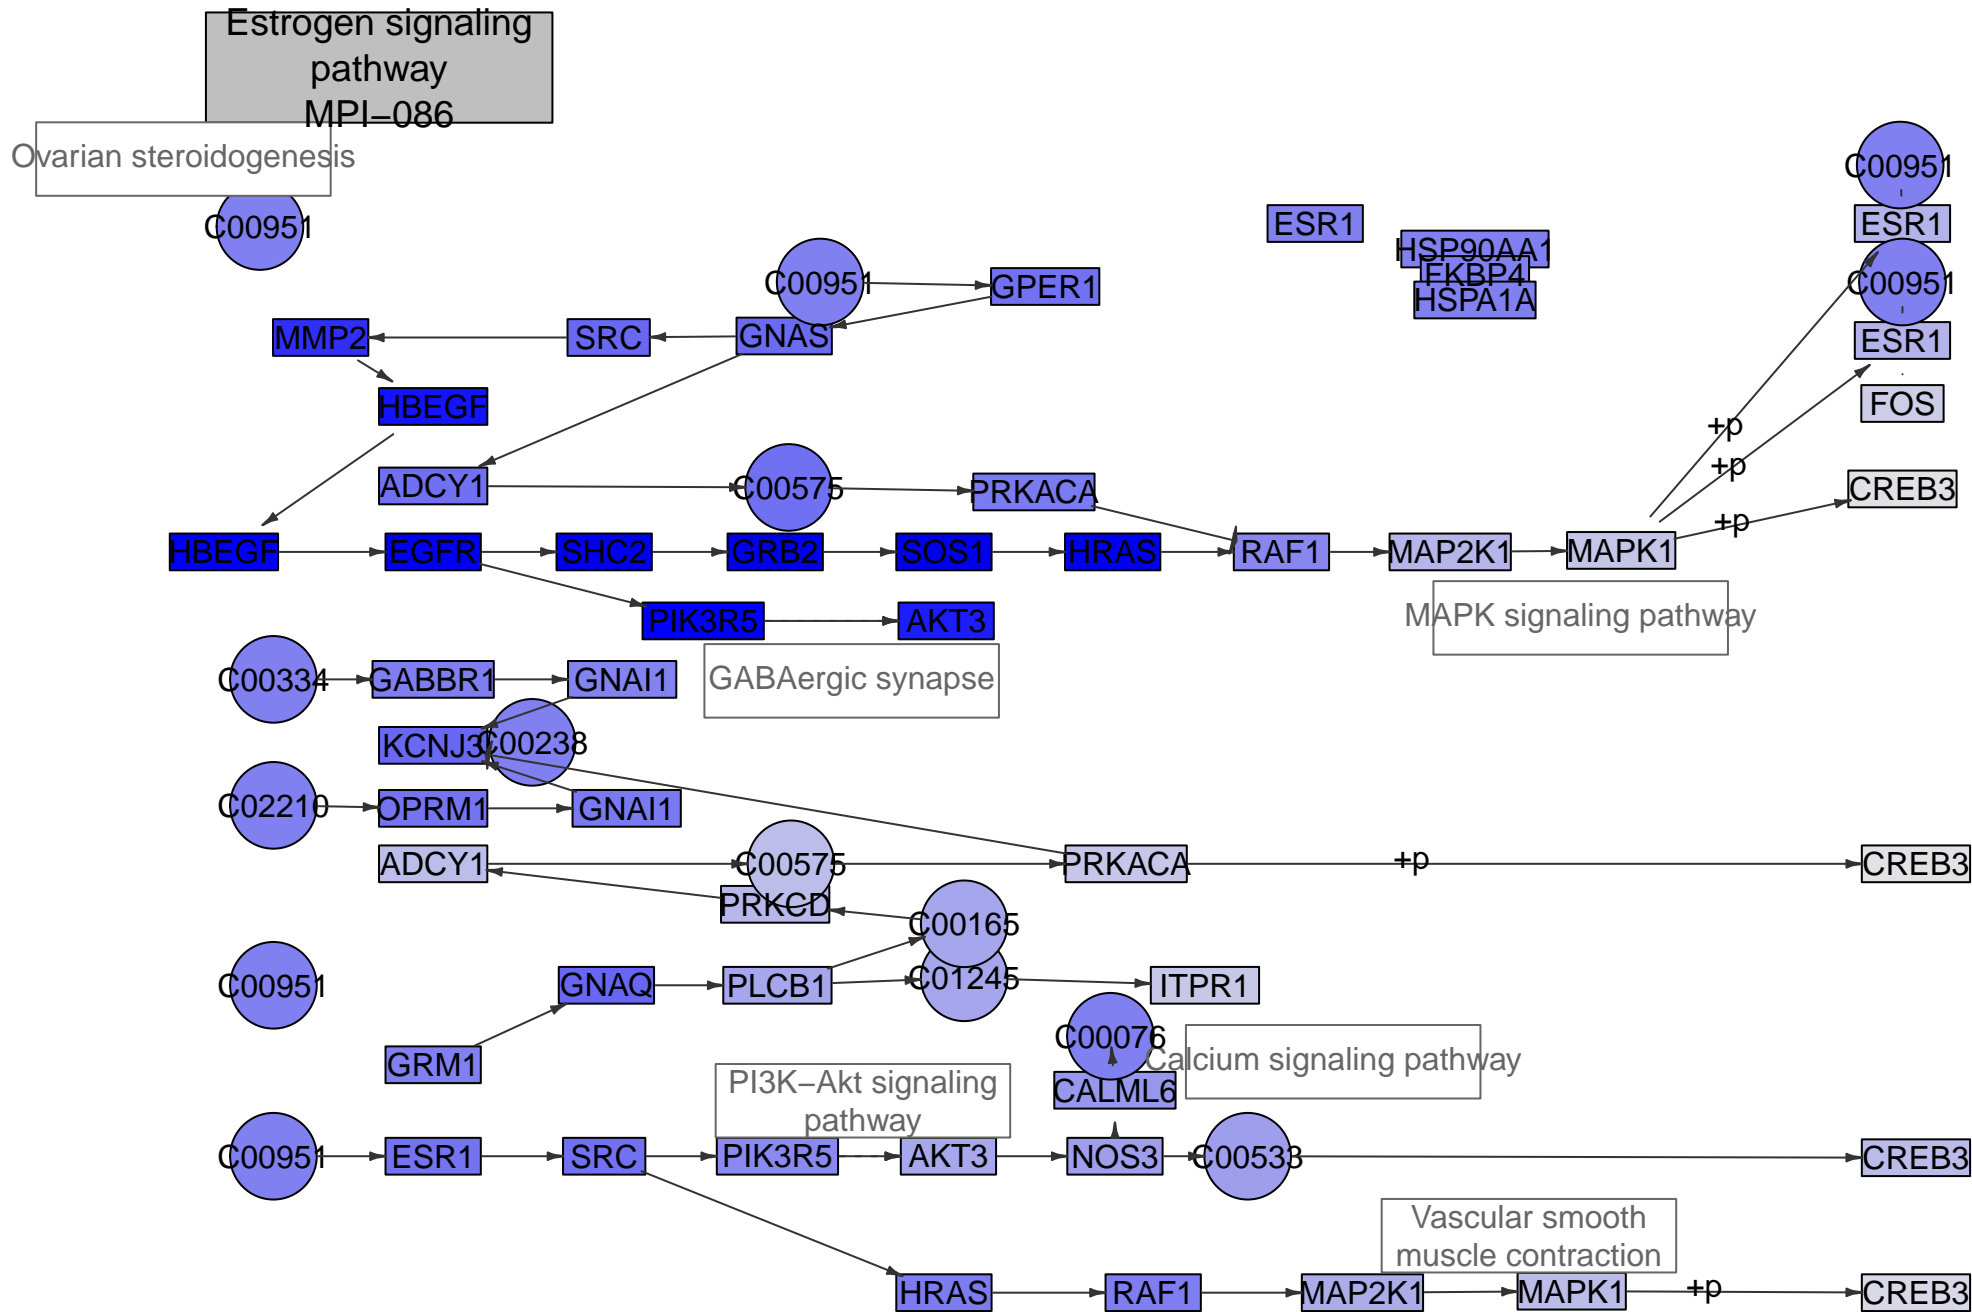 Estrogen signaling
pathway
MPI−086
Ovarian steroidogenesis
C00951
C00951
ESR1
C00951
ESR1
HSP90AA1
FKBP4
HSPA1A
C00951
GPER1
C00951
MMP2
SRC
GNAS
ESR1
HBEGF
FOS
+p
+p
ADCY1
C00575
PRKACA
CREB3
+p
HBEGF
EGFR
SHC2
GRB2
SOS1
HRAS
RAF1
MAP2K1
MAPK1
PIK3R5
AKT3
MAPK signaling pathway
C00334
GABBR1
GNAI1
GABAergic synapse
KCNJ3
C00238
C02210
OPRM1
GNAI1
ADCY1
C00575
PRKACA
+p
CREB3
PRKCD
C00165
C00951
GNAQ
PLCB1
C01245
ITPR1
C00076
Calcium signaling pathway
GRM1
PI3K−Akt signaling
pathway
CALML6
C00951
ESR1
SRC
PIK3R5
AKT3
NOS3
C00533
CREB3
Vascular smooth
muscle contraction
HRAS
RAF1
MAP2K1
MAPK1
+p
CREB3